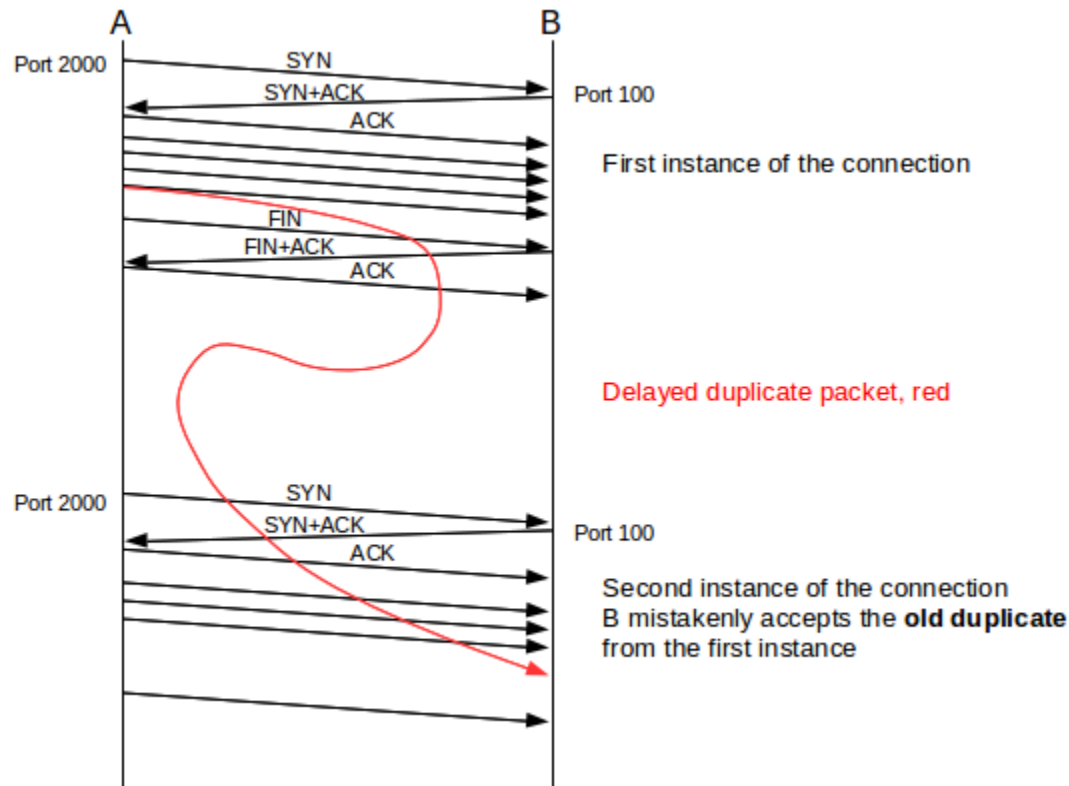 A
B
Port 2000
SYN
SYN+ACK
Port 100
ACK
First instance of the connection
FIN
FIN+ACK
ACK
Delayed duplicate packet, red
Port 2000
SYN
SYN+ACK
Port 100
ACK
Second instance of the connection
B mistakenly accepts the old duplicate
from the first instance